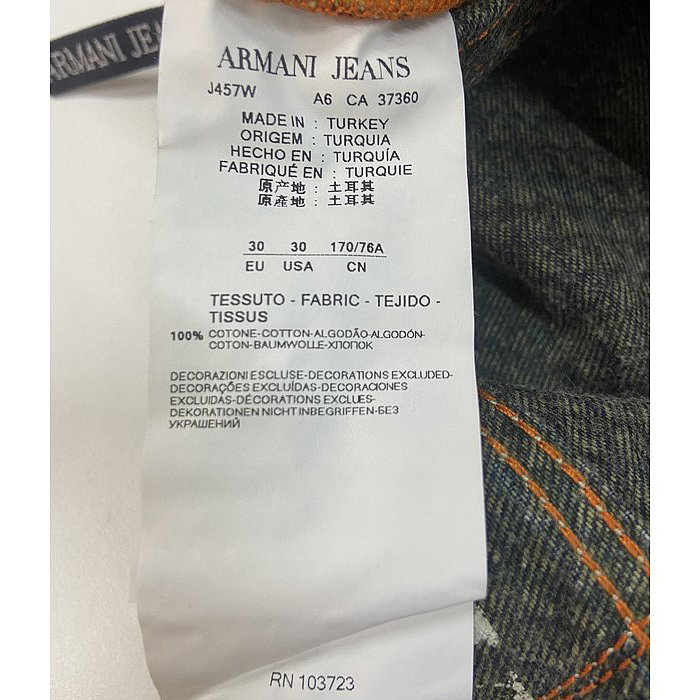 ARMANI JEANS
ARMANI JEANS
J457W A6 CA 37360
MADE IN : TURKEY
ORIGEM : TURQUIA
HECHO EN : TURQUÍA
FABRIQUÉ EN : TURQUIE
原产地 : 土耳其
原產地 : 土耳其
30 30 170/76A
EU USA CN
TESSUTO - FABRIC - TEJIDO -
TISSUS
100% COTONE-COTTON-ALGODÃO-ALGODÓN-
COTON-BAUMWOLLE-ХЛОПОК
DECORAZIONI ESCLUSE-DECORATIONS EXCLUDED-
DECORAÇÕES EXCLUÍDAS-DECORACIONES
EXCLUIDAS-DÉCORATIONS EXCLUES-
DEKORATIONEN NICHT INBEGRIFFEN-БЕЗ
УКРАШЕНИЙ
RN 103723